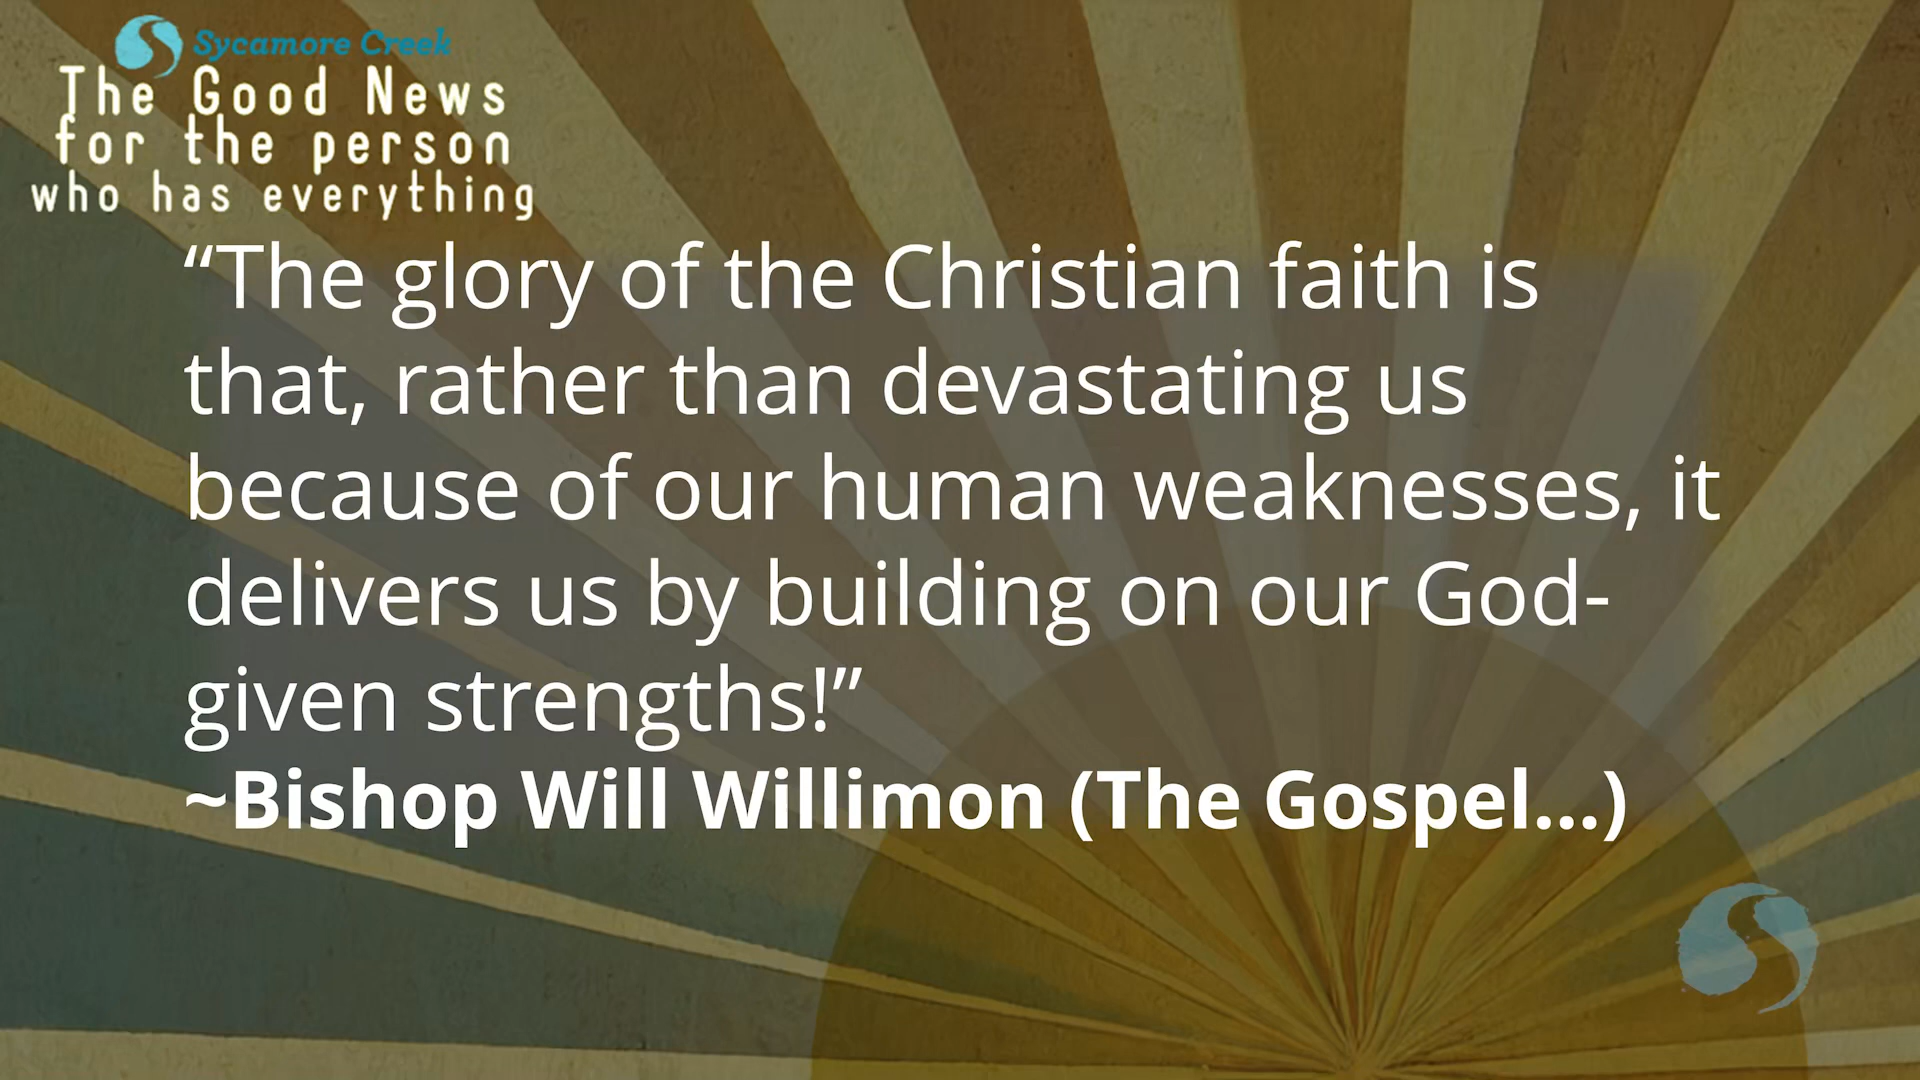 Sycamore Creek
The Good News
for the person
who has everything
“The glory of the Christian faith is
that, rather than devastating us
because of our human weaknesses, it
delivers us by building on our God-
given strengths!”
~Bishop Will Willimon (The Gospel…)